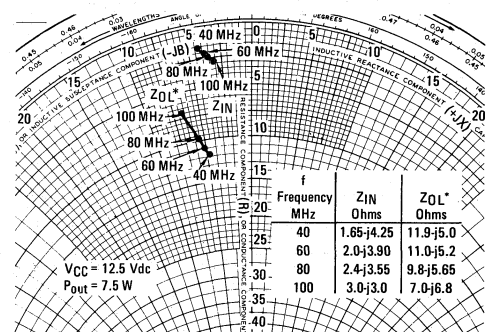 WAVELENGTHS
ANGLE
DEGREES
0.45
0.46
0.03
0.04
0.05
0.47
0.04
0.46
0.05
0.45
160
150
160
150
20
15
10
5
0
5
10
15
20
INDUCTIVE SUSCEPTANCE COMPONENT (-JB)
INDUCTIVE REACTANCE COMPONENT (+JX)
RESISTANCE COMPONENT (R), OR CONDUCTANCE COMPONENT
40 MHz
60 MHz
80 MHz
100 MHz
ZIN
ZOL*
100 MHz
80 MHz
60 MHz
40 MHz
5
10
15
20
25
30
35
40
VCC = 12.5 Vdc
Pout = 7.5 W
f Frequency MHz ZIN Ohms ZOL* Ohms
40 1.65-j4.25 11.9-j5.0
60 2.0-j3.90 11.0-j5.2
80 2.4-j3.55 9.8-j5.65
100 3.0-j3.0 7.0-j6.8